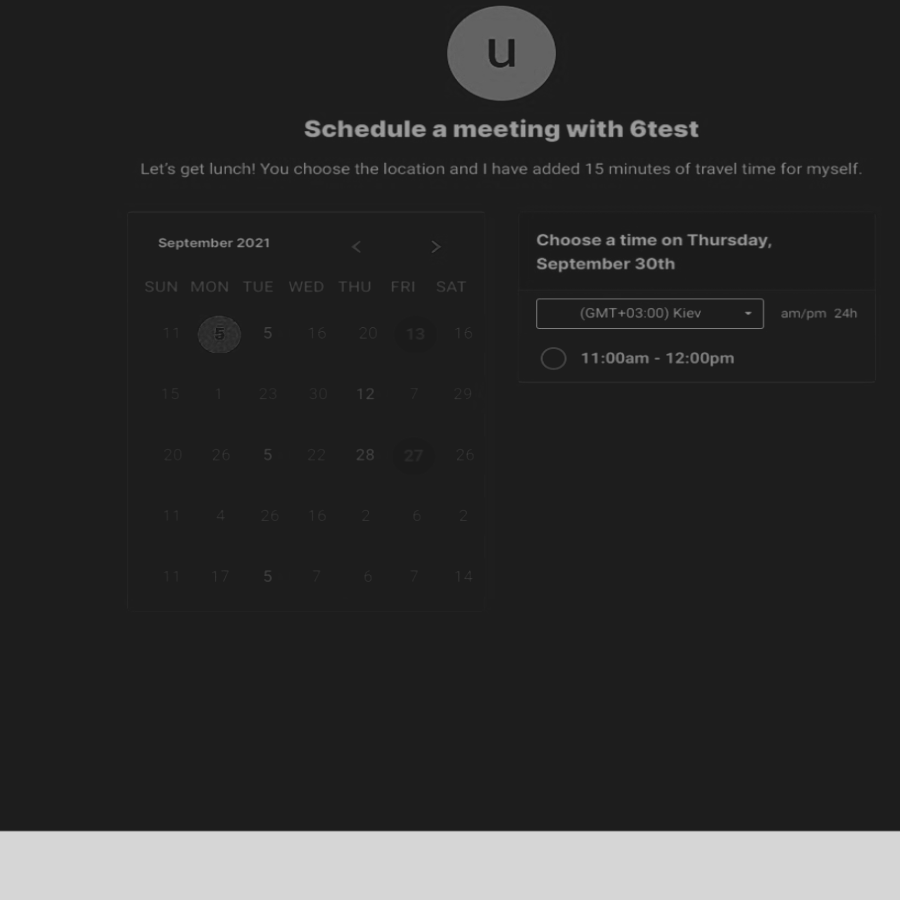 u
Schedule a meeting with 6test
Let's get lunch! You choose the location and I have added 15 minutes of travel time for myself.
September 2021 < >
SUN MON TUE WED THU FRI SAT
11 5 5 16 20 13 16
15 1 23 30 12 7 29
20 26 5 22 28 27 26
11 4 26 16 2 6 2
11 17 5 7 6 7 14
Choose a time on Thursday,
September 30th
(GMT+03:00) Kiev am/pm 24h
11:00am - 12:00pm